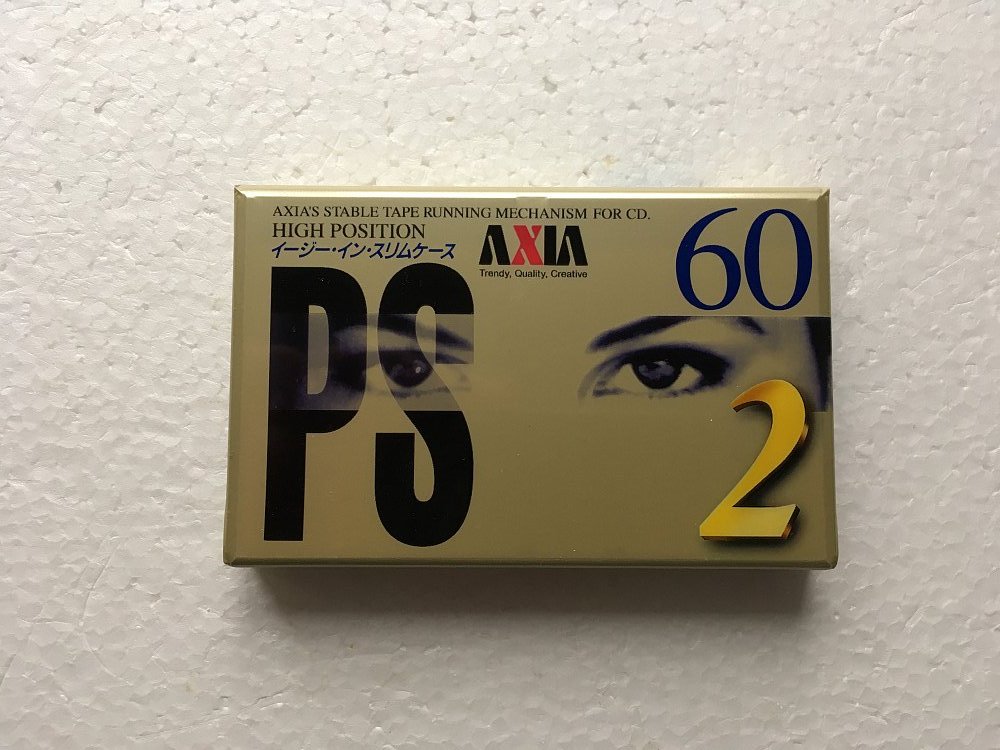 AXIA'S STABLE TAPE RUNNING MECHANISM FOR CD.
HIGH POSITION
イージー・イン・スリムケース
AXIA
Trendy, Quality, Creative
60
PS
2